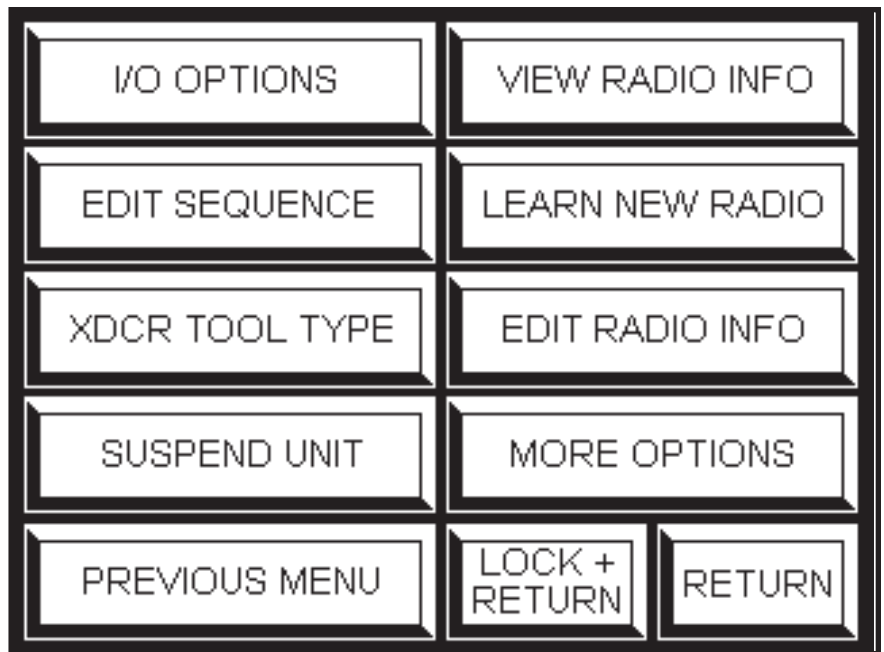 I/O OPTIONS
VIEW RADIO INFO
EDIT SEQUENCE
LEARN NEW RADIO
XDCR TOOL TYPE
EDIT RADIO INFO
SUSPEND UNIT
MORE OPTIONS
PREVIOUS MENU
LOCK +
RETURN
RETURN